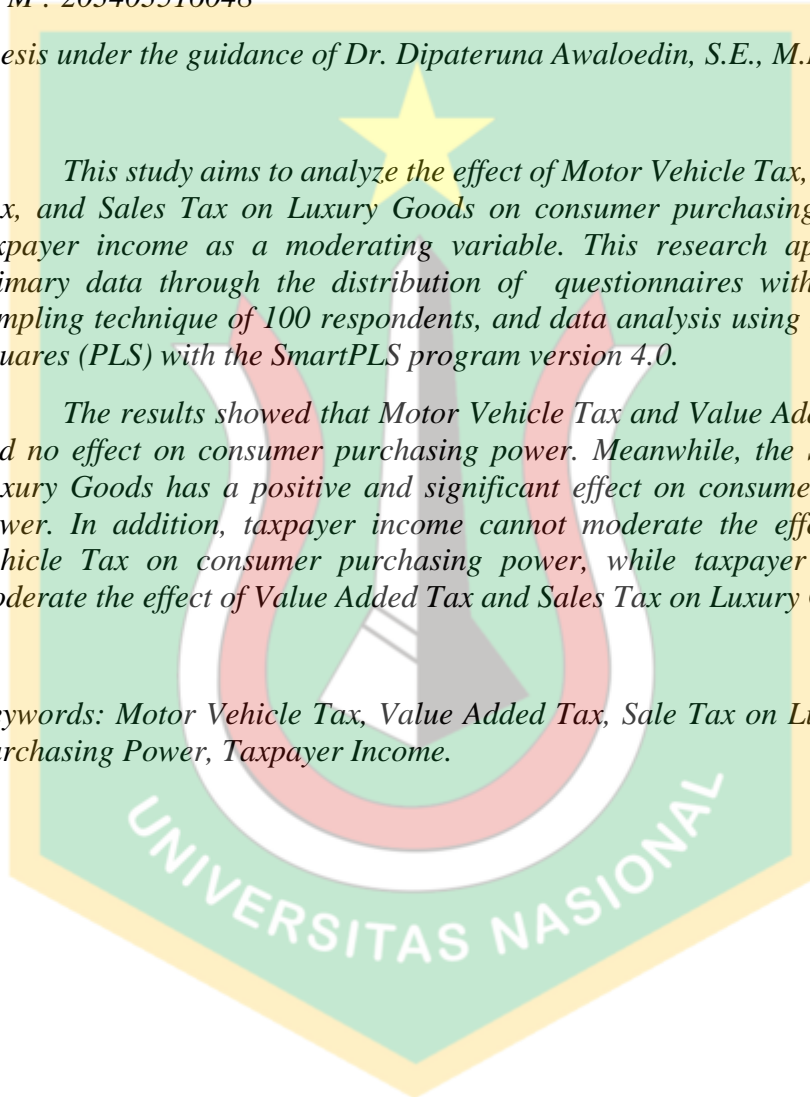 M : 203403516048
esis under the guidance of Dr. Dipateruna Awaloedin, S.E., M.
This study aims to analyze the effect of Motor Vehicle Tax,
x, and Sales Tax on Luxury Goods on consumer purchasing
xpayer income as a moderating variable. This research ap
imary data through the distribution of questionnaires with
mpling technique of 100 respondents, and data analysis using
uares (PLS) with the SmartPLS program version 4.0.
The results showed that Motor Vehicle Tax and Value Add
d no effect on consumer purchasing power. Meanwhile, the
xury Goods has a positive and significant effect on consume
wer. In addition, taxpayer income cannot moderate the effe
hicle Tax on consumer purchasing power, while taxpayer
oderate the effect of Value Added Tax and Sales Tax on Luxury
eywords: Motor Vehicle Tax, Value Added Tax, Sale Tax on Lu
urchasing Power, Taxpayer Income.
UNIVERSITAS NASIONAL